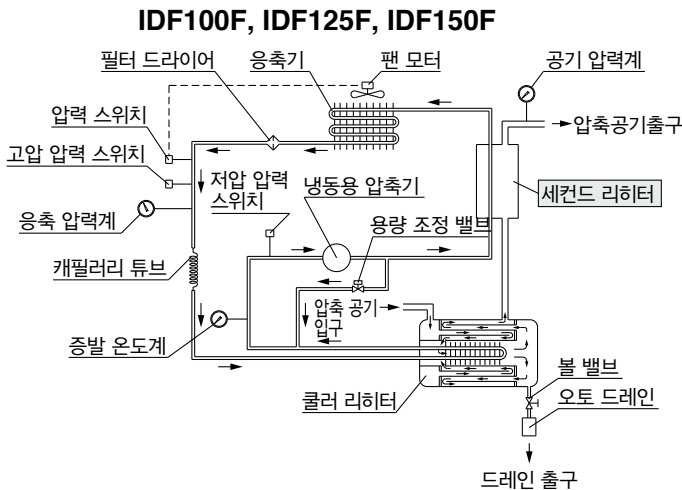 IDF100F, IDF125F, IDF150F
필터 드라이어
응축기
팬 모터
공기 압력계
압력 스위치
압축공기출구
고압 압력 스위치
저압 압력
스위치
냉동용 압축기
세컨드 리히터
응축 압력계
용량 조정 밸브
캐필러리 튜브
압축 공기
입구
증발 온도계
볼 밸브
쿨러 리히터
오토 드레인
드레인 출구